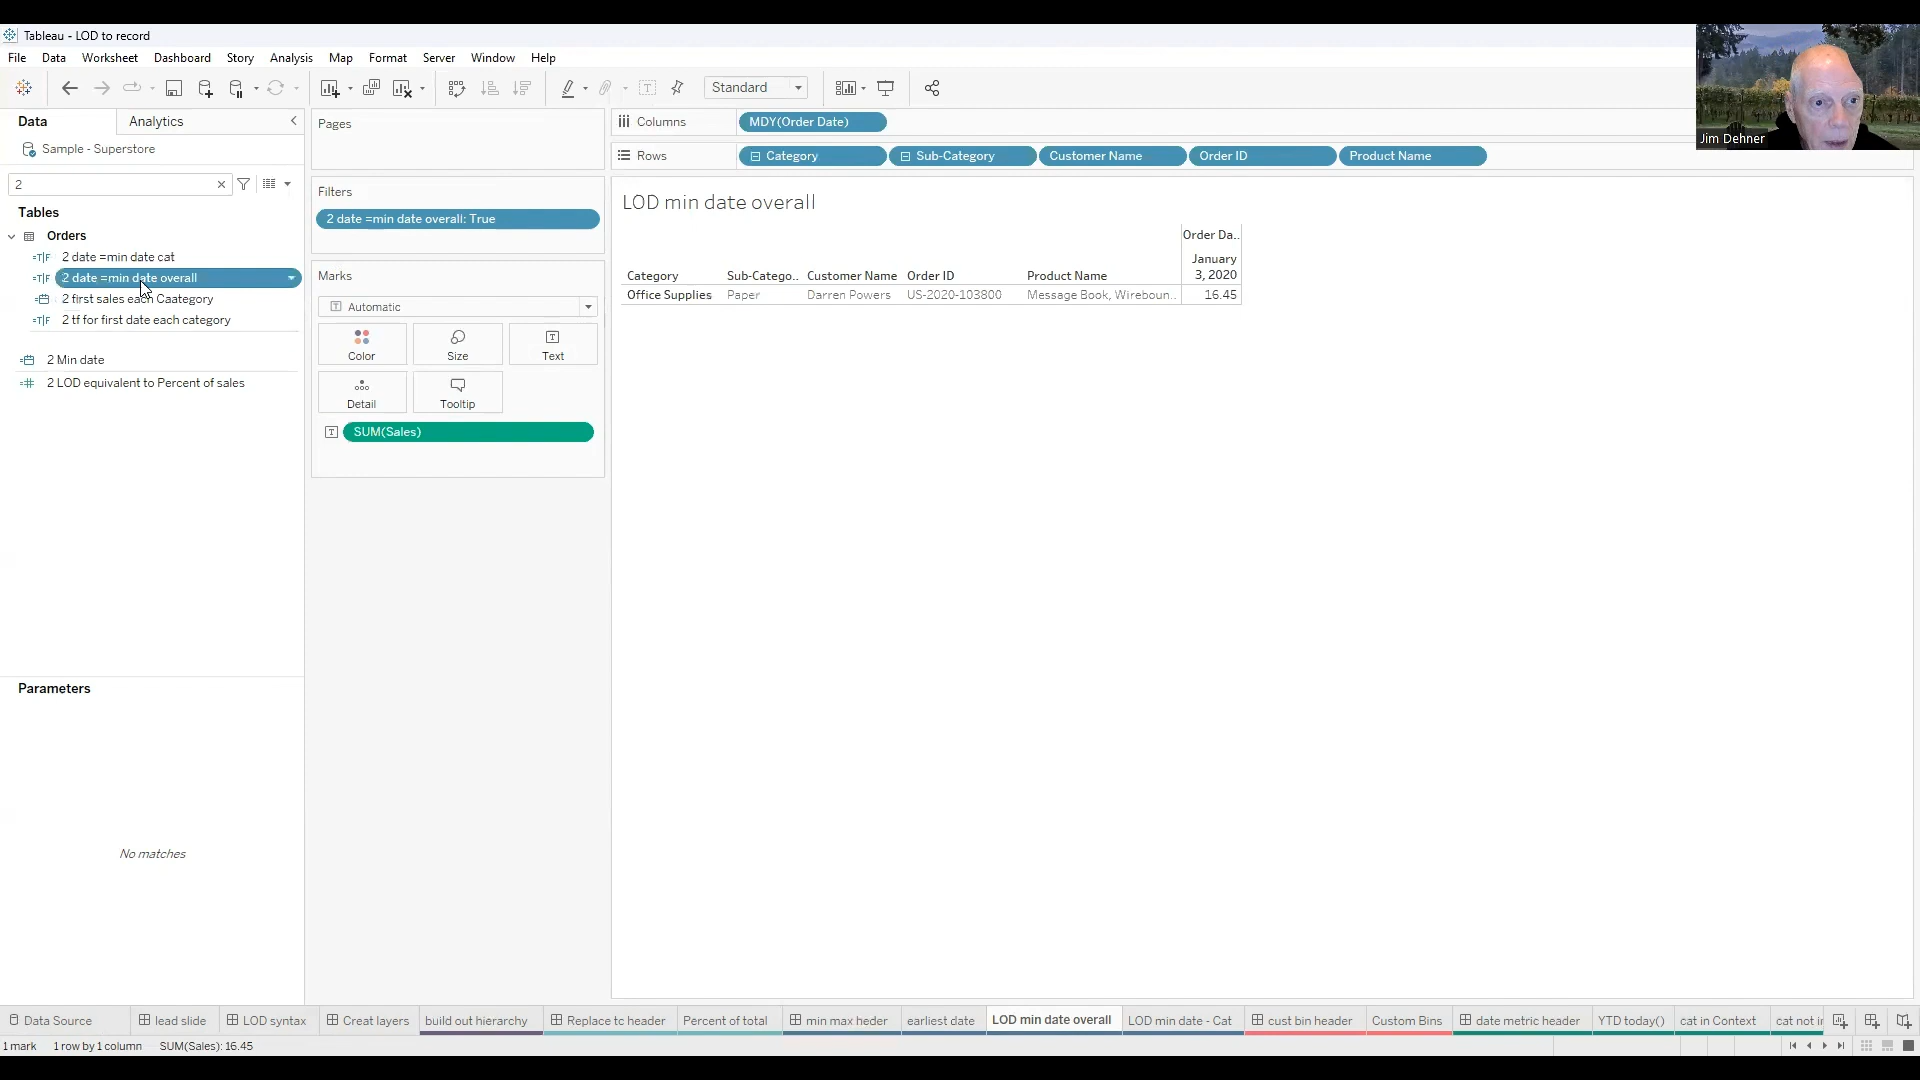 Tableau - LOD to record
File Data Worksheet Dashboard Story Analysis Map Format Server Window Help
Standard
Jim Dehner
Data Analytics
Sample - Superstore
2
Tables
Orders
2 date =min date cat
2 date =min date overall
2 first sales each Caategory
2 tf for first date each category
2 Min date
2 LOD equivalent to Percent of sales
Parameters
No matches
Pages
Filters
2 date =min date overall: True
Marks
Automatic
Color Size Text
Detail Tooltip
SUM(Sales)
Columns MDY(Order Date)
Rows Category Sub-Category Customer Name Order ID Product Name
LOD min date overall
Order Da..
January
3, 2020
Category Sub-Catego.. Customer Name Order ID Product Name
Office Supplies Paper Darren Powers US-2020-103800 Message Book, Wireboun.. 16.45
Data Source lead slide LOD syntax Creat layers build out hierarchy Replace tc header Percent of total min max heder earliest date LOD min date overall LOD min date - Cat cust bin header Custom Bins date metric header YTD today() cat in Context cat not i
1 mark 1 row by 1 column SUM(Sales): 16.45